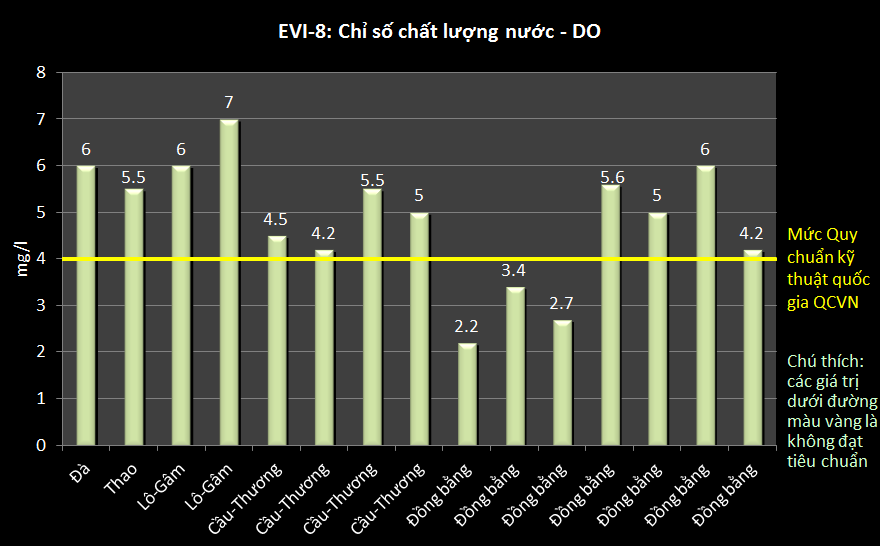 EVI-8: Chỉ số chất lượng nước - DO
8
7
6
5
4
3
2
1
0
mg/l
6
5.5
6
7
4.5
4.2
5.5
5
2.2
3.4
2.7
5.6
5
6
4.2
Đà
Thao
Lô-Gâm
Lô-Gâm
Cầu-Thương
Cầu-Thương
Cầu-Thương
Cầu-Thương
Đồng bằng
Đồng bằng
Đồng bằng
Đồng bằng
Đồng bằng
Đồng bằng
Đồng bằng
Mức Quy
chuẩn kỹ
thuật quốc
gia QCVN
Chú thích:
các giá trị
dưới đường
màu vàng là
không đạt
tiêu chuẩn